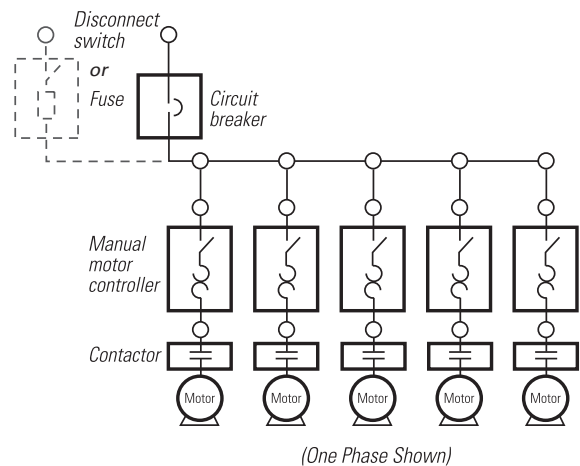 Disconnect
switch
or
Fuse
Circuit
breaker
Manual
motor
controller
Contactor
Motor
Motor
Motor
Motor
Motor
(One Phase Shown)